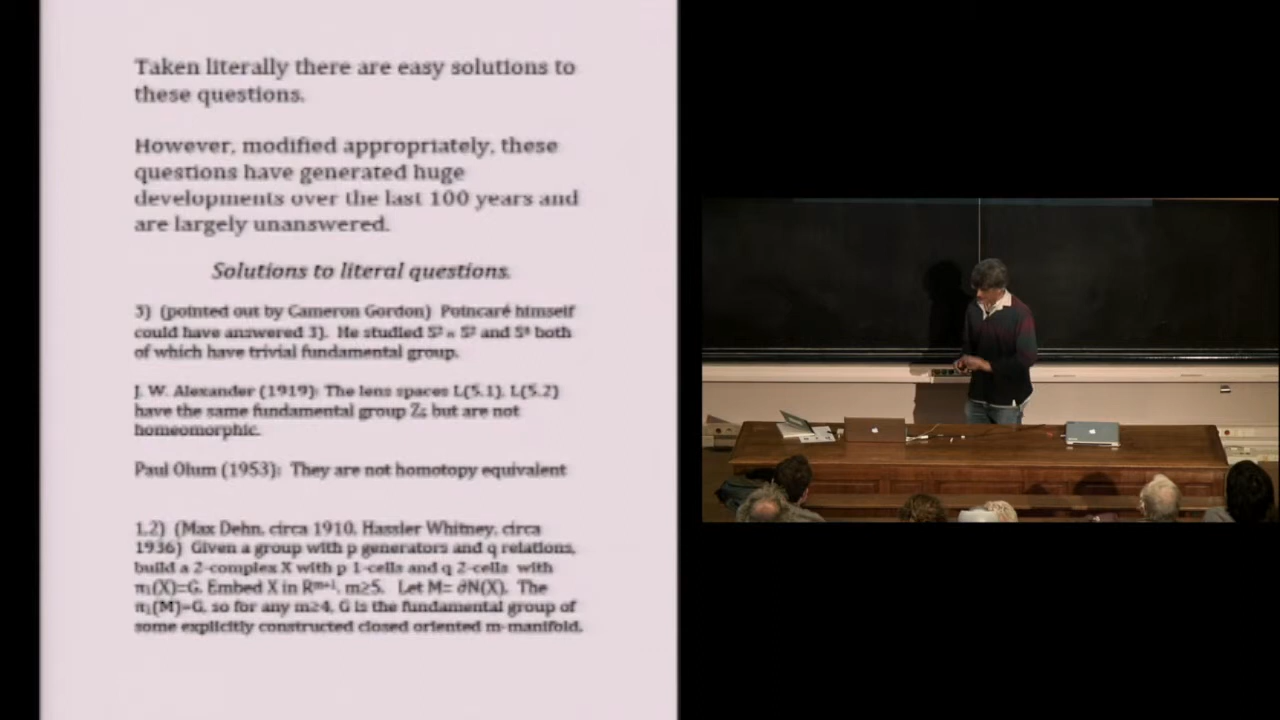 Taken literally there are easy solutions to
these questions.
However, modified appropriately, these
questions have generated huge
developments over the last 100 years and
are largely unanswered.
Solutions to literal questions.
3) (pointed out by Cameron Gordon) Poincaré himself
could have answered 3). He studied S² x S² and S⁴ both
of which have trivial fundamental group.
J. W. Alexander (1919): The lens spaces L(5,1), L(5,2)
have the same fundamental group Z₅ but are not
homeomorphic.
Paul Olum (1953): They are not homotopy equivalent
1,2) (Max Dehn, circa 1910, Hassler Whitney, circa
1936) Given a group with p generators and q relations,
build a 2-complex X with p 1-cells and q 2-cells with
π₁(X)=G. Embed X in Rᵐ⁺¹, m≥5. Let M= ∂N(X). The
π₁(M)=G, so for any m≥4, G is the fundamental group of
some explicitly constructed closed oriented m-manifold.